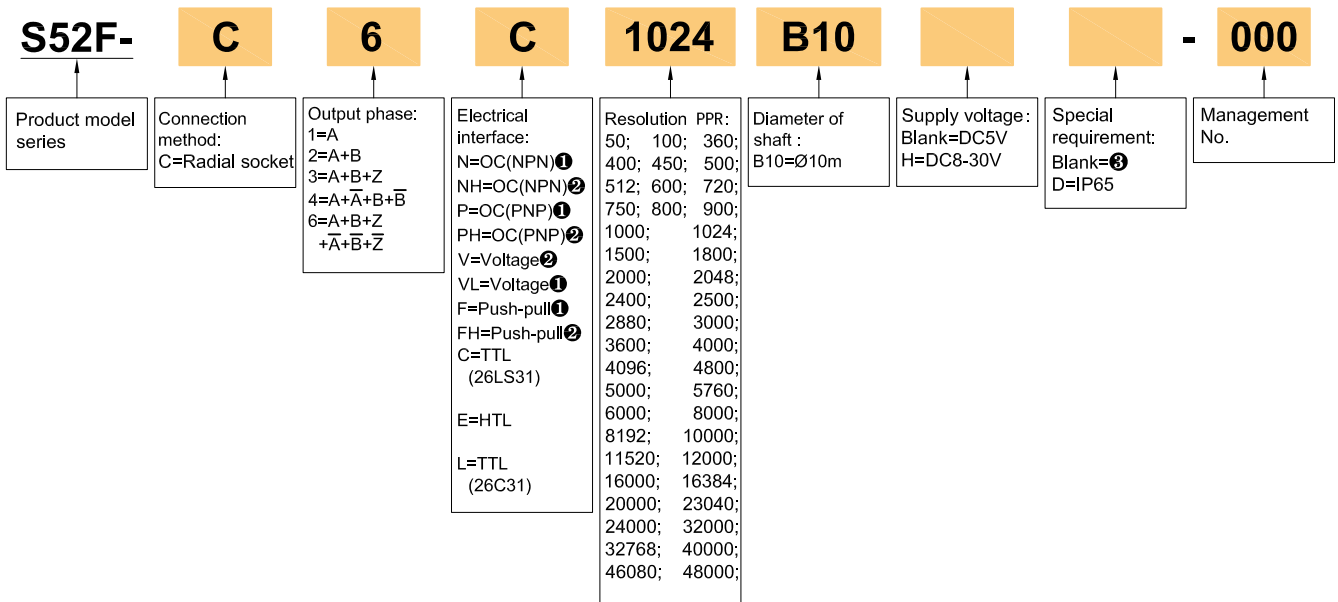 S52F- C 6 C 1024 B10 - 000
Product model
series
Connection
method:
C=Radial socket
Output phase:
1=A
2=A+B
3=A+B+Z
4=A+A̅+B+B̅
6=A+B+Z
+A̅+B̅+Z̅
Electrical
interface:
N=OC(NPN)❶
NH=OC(NPN)❷
P=OC(PNP)❶
PH=OC(PNP)❷
V=Voltage❷
VL=Voltage❶
F=Push-pull❶
FH=Push-pull❷
C=TTL
(26LS31)
E=HTL
L=TTL
(26C31)
Resolution PPR:
50; 100; 360;
400; 450; 500;
512; 600; 720;
750; 800; 900;
1000; 1024;
1500; 1800;
2000; 2048;
2400; 2500;
2880; 3000;
3600; 4000;
4096; 4800;
5000; 5760;
6000; 8000;
8192; 10000;
11520; 12000;
16000; 16384;
20000; 23040;
24000; 32000;
32768; 40000;
46080; 48000;
Diameter of
shaft :
B10=Ø10m
Supply voltage:
Blank=DC5V
H=DC8-30V
Special
requirement:
Blank=❸
D=IP65
Management
No.